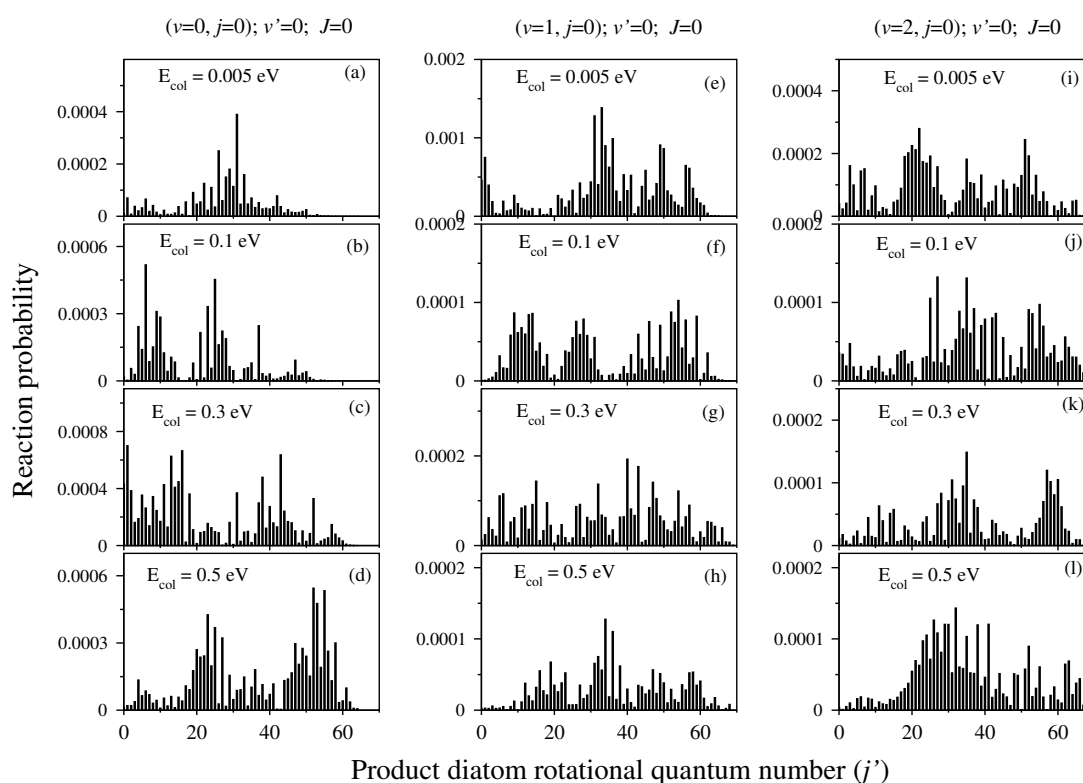 (v=0, j=0); v'=0; J=0
(v=1, j=0); v'=0; J=0
(v=2, j=0); v'=0; J=0
E_col = 0.005 eV
(a)
0.0004
0.0002
0
E_col = 0.1 eV
(b)
0.0006
0.0003
0
E_col = 0.3 eV
(c)
0.0008
0.0004
0
E_col = 0.5 eV
(d)
0.0006
0.0003
0
0 20 40 60
E_col = 0.005 eV
(e)
0.002
0.001
0
E_col = 0.1 eV
(f)
0.0002
0.0001
0
E_col = 0.3 eV
(g)
0.0002
0
E_col = 0.5 eV
(h)
0.0002
0.0001
0
0 20 40 60
E_col = 0.005 eV
(i)
0.0004
0.0002
0
E_col = 0.1 eV
(j)
0.0002
0.0001
0
E_col = 0.3 eV
(k)
0.0002
0.0001
0
E_col = 0.5 eV
(l)
0.0002
0.0001
0
0 20 40 60
Reaction probability
Product diatom rotational quantum number (j')